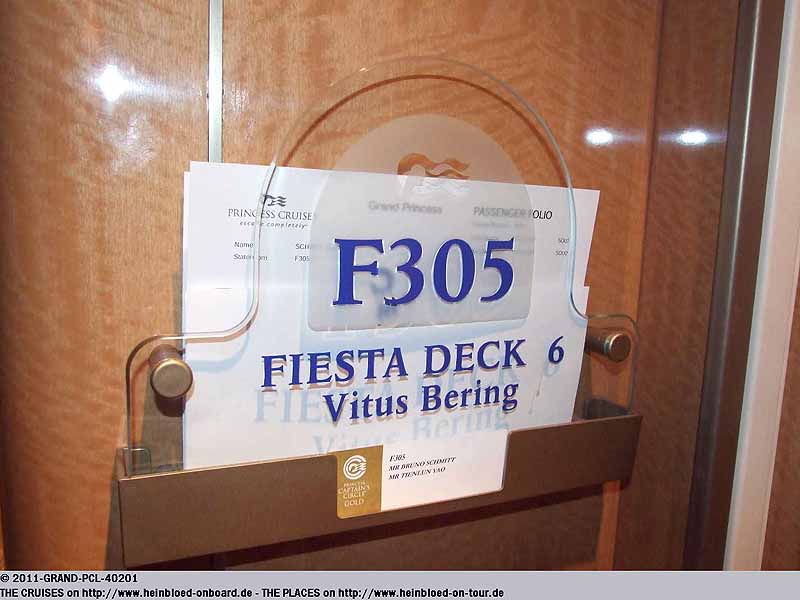 PRINCESS CRUISES
escape completely
Grand Princess
PASSENGER FOLIO
Name
SCH
Stateroom
F305
F305
FIESTA DECK 6
Vitus Bering
F305
MR BRUNO SCHMITT
MR TIENLUN YAO
PRINCESS
CAPTAIN'S
CIRCLE
GOLD
© 2011-GRAND-PCL-40201
THE CRUISES on http://www.heinbloed-onboard.de - THE PLACES on http://www.heinbloed-on-tour.de